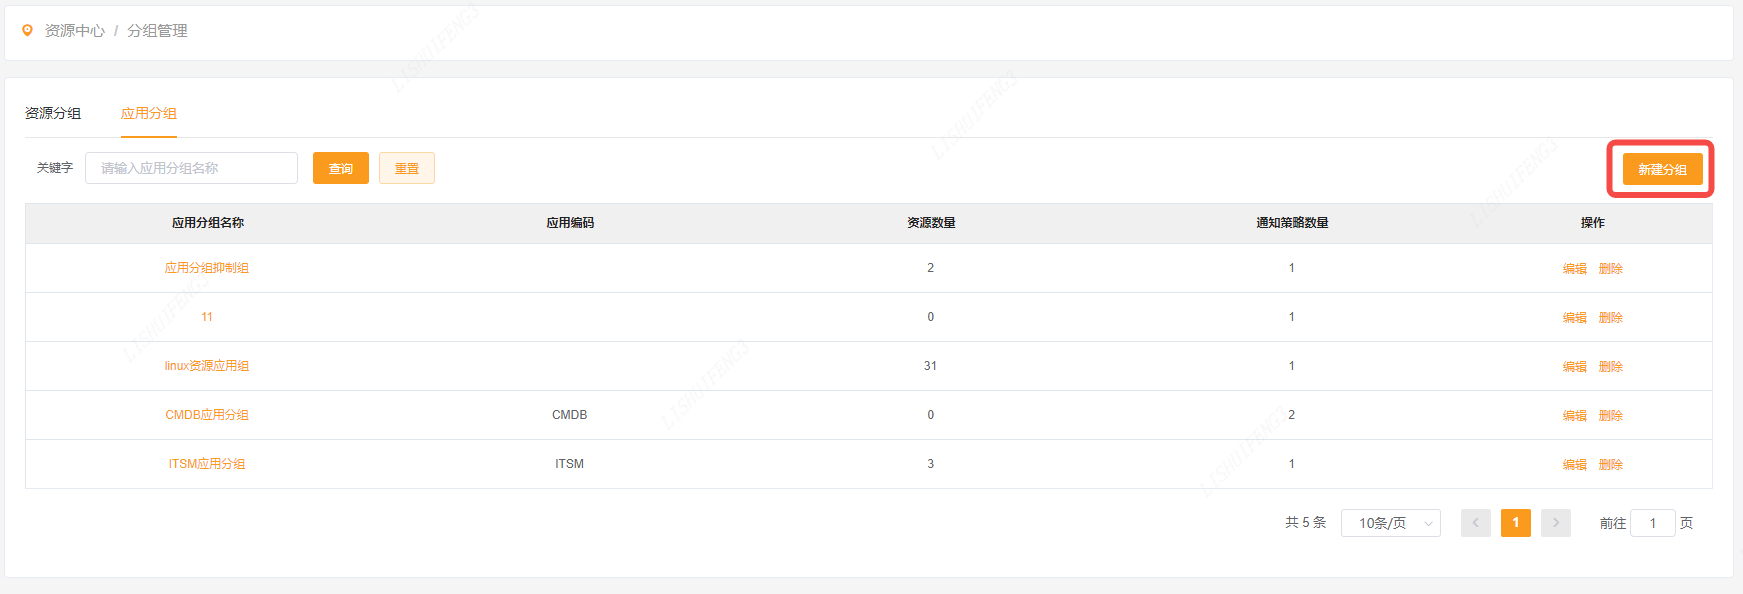 资源中心 / 分组管理
资源分组 应用分组
关键字 请输入应用分组名称 查询 重置 新建分组
应用分组名称 应用编码 资源数量 通知策略数量 操作
应用分组抑制组 2 1 编辑 删除
11 0 1 编辑 删除
linux资源应用组 31 1 编辑 删除
CMDB应用分组 CMDB 0 2 编辑 删除
ITSM应用分组 ITSM 3 1 编辑 删除
共 5 条 10条/页 1 前往 1 页
LISHUIFENG3
LISHUIFENG3
LISHUIFENG3
LISHUIFENG3
LISHUIFENG3
LISHUIFENG3